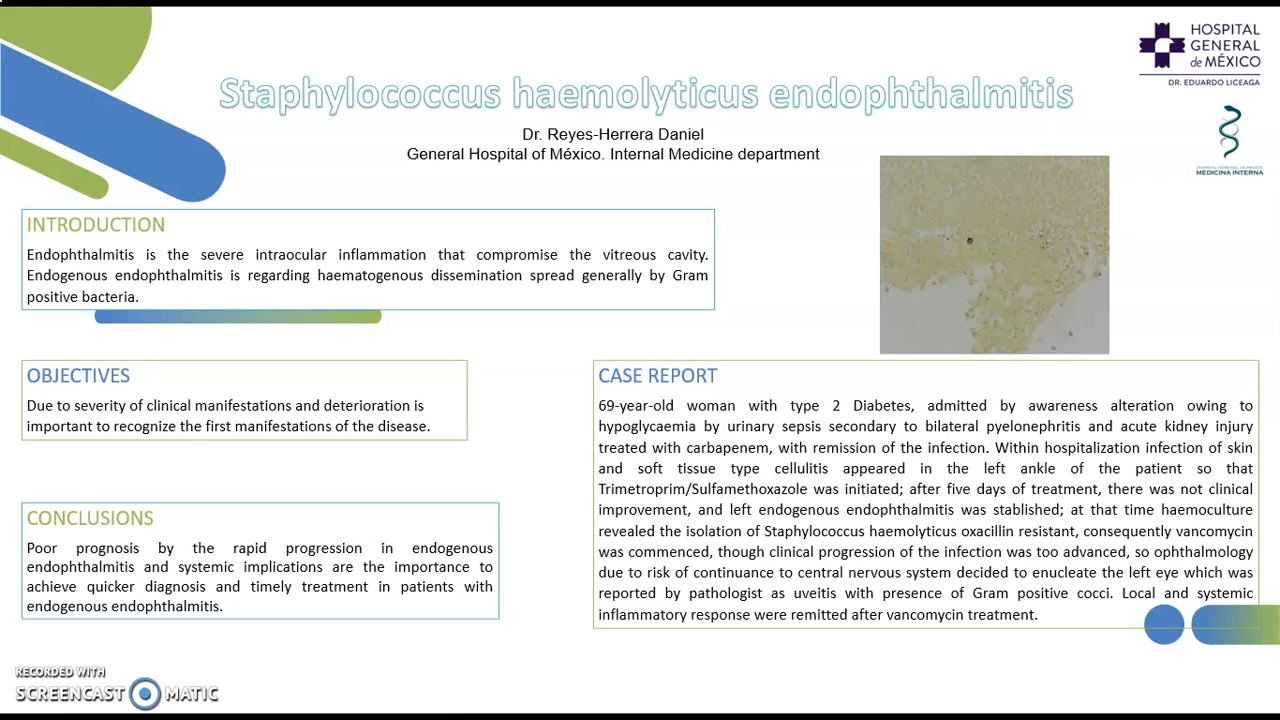 HOSPITAL
GENERAL
de MÉXICO
DR. EDUARDO LICEAGA
HOSPITAL GENERAL DE MÉXICO
MEDICINA INTERNA
Staphylococcus haemolyticus endophthalmitis
Dr. Reyes-Herrera Daniel
General Hospital of México. Internal Medicine department
INTRODUCTION
Endophthalmitis is the severe intraocular inflammation that compromise the vitreous cavity.
Endogenous endophthalmitis is regarding haematogenous dissemination spread generally by Gram
positive bacteria.
OBJECTIVES
Due to severity of clinical manifestations and deterioration is
important to recognize the first manifestations of the disease.
CONCLUSIONS
Poor prognosis by the rapid progression in endogenous
endophthalmitis and systemic implications are the importance to
achieve quicker diagnosis and timely treatment in patients with
endogenous endophthalmitis.
CASE REPORT
69-year-old woman with type 2 Diabetes, admitted by awareness alteration owing to
hypoglycaemia by urinary sepsis secondary to bilateral pyelonephritis and acute kidney injury
treated with carbapenem, with remission of the infection. Within hospitalization infection of skin
and soft tissue type cellulitis appeared in the left ankle of the patient so that
Trimetroprim/Sulfamethoxazole was initiated; after five days of treatment, there was not clinical
improvement, and left endogenous endophthalmitis was stablished; at that time haemoculture
revealed the isolation of Staphylococcus haemolyticus oxacillin resistant, consequently vancomycin
was commenced, though clinical progression of the infection was too advanced, so ophthalmology
due to risk of continuance to central nervous system decided to enucleate the left eye which was
reported by pathologist as uveitis with presence of Gram positive cocci. Local and systemic
inflammatory response were remitted after vancomycin treatment.
RECORDED WITH
SCREENCAST MATIC